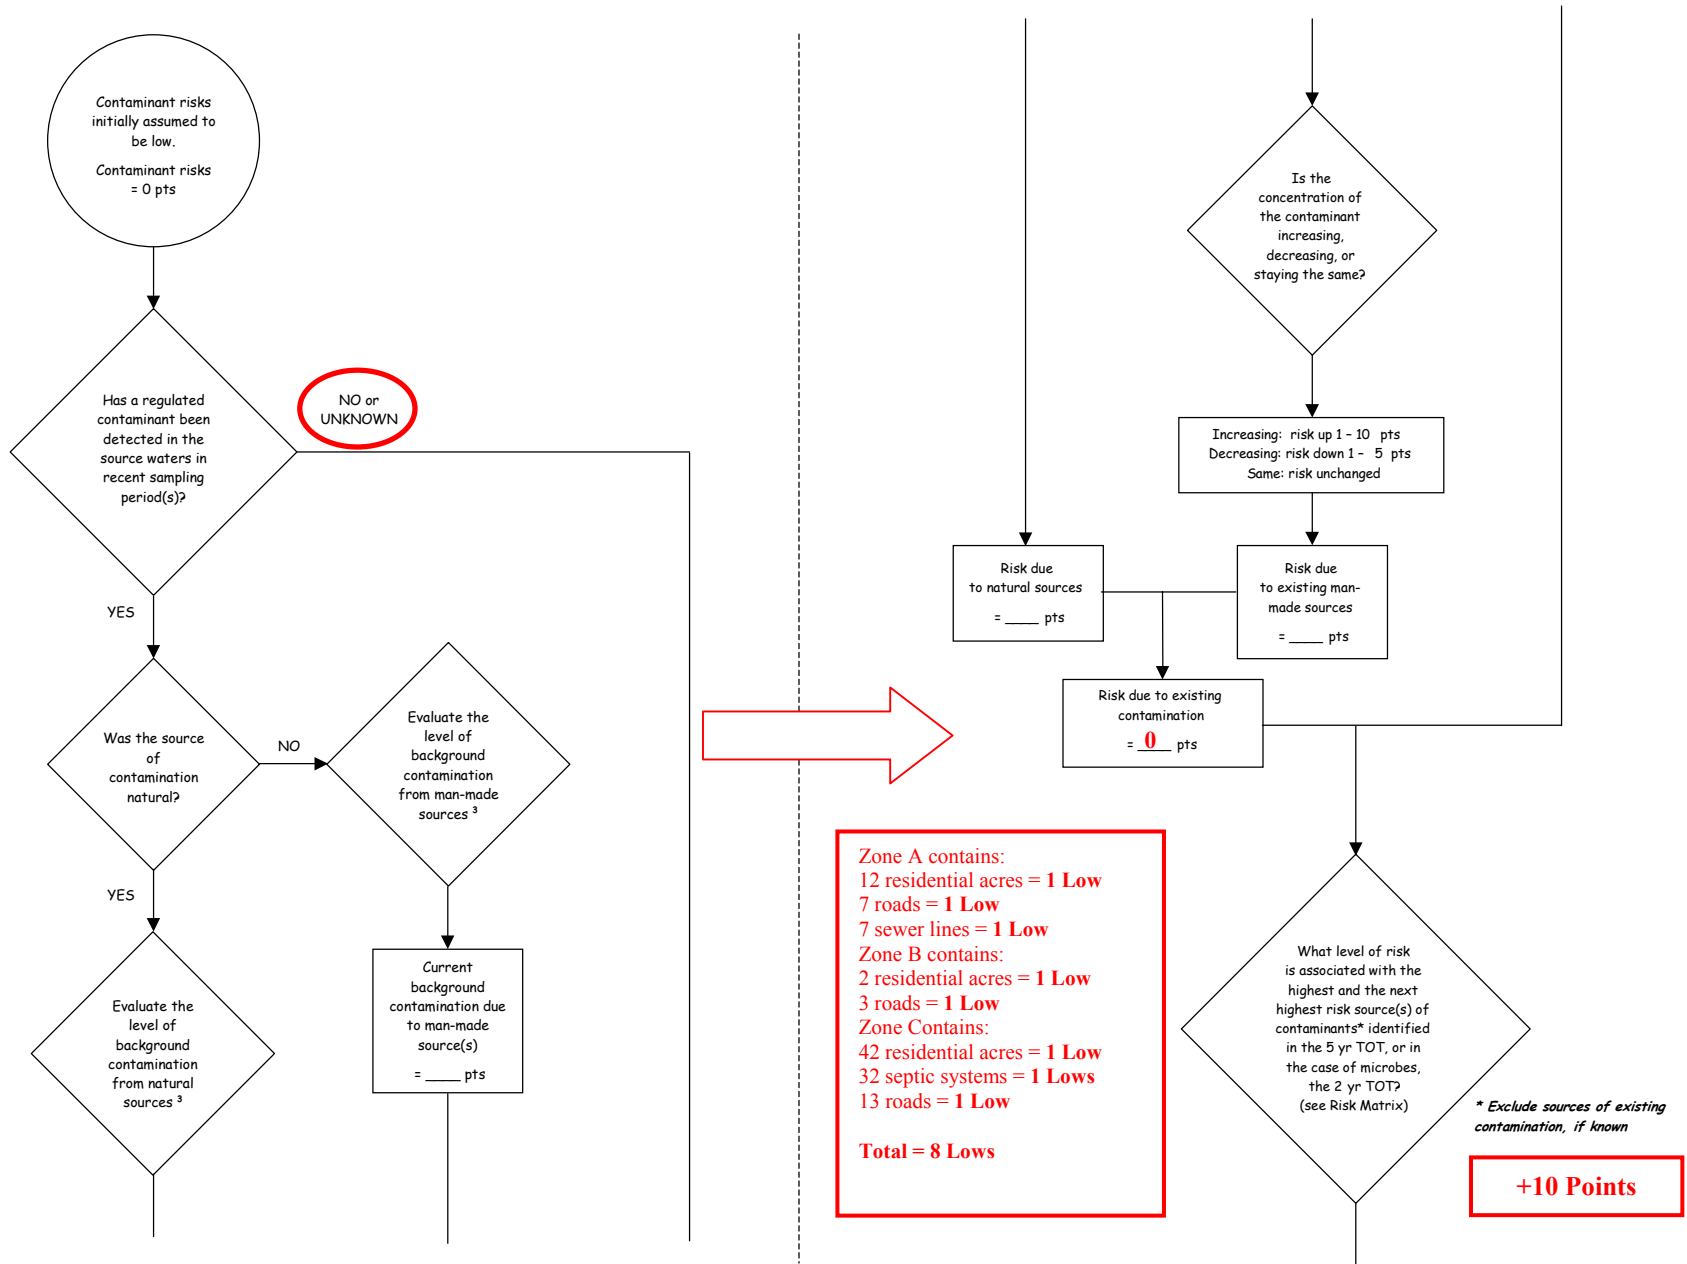 Contaminant risks
initially assumed to
be low.
Contaminant risks
= 0 pts
Has a regulated
contaminant been
detected in the
source waters in
recent sampling
period(s)?
NO or
UNKNOWN
YES
Was the source
of
contamination
natural?
NO
Evaluate the
level of
background
contamination
from man-made
sources ³
YES
Evaluate the
level of
background
contamination
from natural
sources ³
Current
background
contamination due
to man-made
source(s)
= ____ pts
Is the
concentration of
the contaminant
increasing,
decreasing, or
staying the same?
Increasing: risk up 1 – 10 pts
Decreasing: risk down 1 – 5 pts
Same: risk unchanged
Risk due
to natural sources
= ____ pts
Risk due
to existing man-
made sources
= ____ pts
Risk due to existing
contamination
= 0 pts
Zone A contains:
12 residential acres = 1 Low
7 roads = 1 Low
7 sewer lines = 1 Low
Zone B contains:
2 residential acres = 1 Low
3 roads = 1 Low
Zone Contains:
42 residential acres = 1 Low
32 septic systems = 1 Lows
13 roads = 1 Low
Total = 8 Lows
What level of risk
is associated with the
highest and the next
highest risk source(s) of
contaminants* identified
in the 5 yr TOT, or in
the case of microbes,
the 2 yr TOT?
(see Risk Matrix)
* Exclude sources of existing
contamination, if known
+10 Points